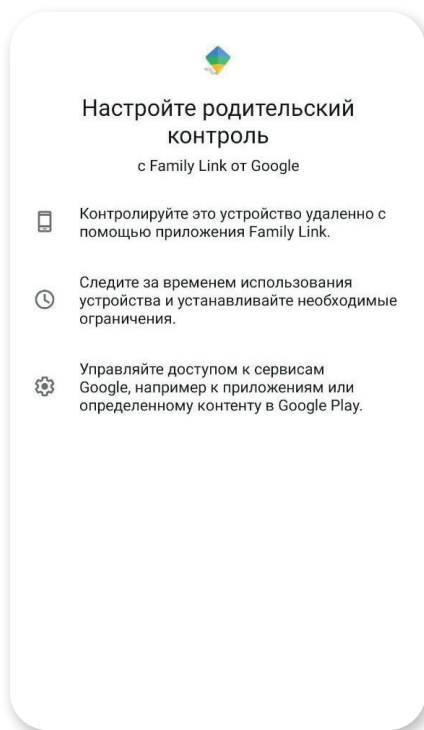 Настройте родительский
контроль
с Family Link от Google
Контролируйте это устройство удаленно с
помощью приложения Family Link.
Следите за временем использования
устройства и устанавливайте необходимые
ограничения.
Управляйте доступом к сервисам
Google, например к приложениям или
определенному контенту в Google Play.